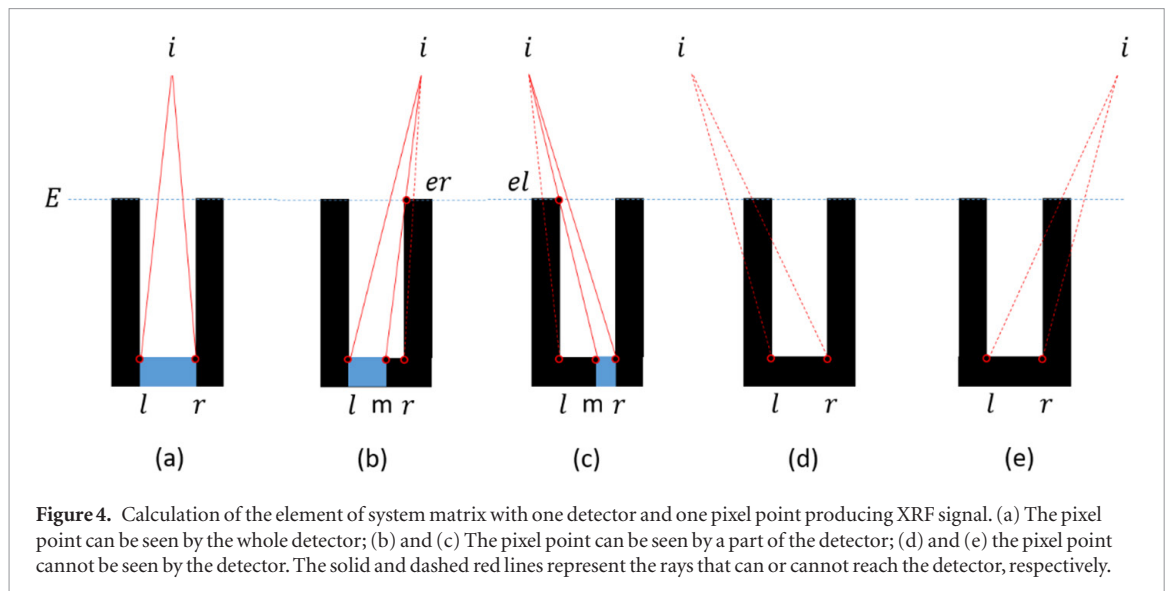 i i i i i
E er el
l r l m r l m r l r l r
(a) (b) (c) (d) (e)
Figure 4. Calculation of the element of system matrix with one detector and one pixel point producing XRF signal. (a) The pixel
point can be seen by the whole detector; (b) and (c) The pixel point can be seen by a part of the detector; (d) and (e) the pixel point
cannot be seen by the detector. The solid and dashed red lines represent the rays that can or cannot reach the detector, respectively.